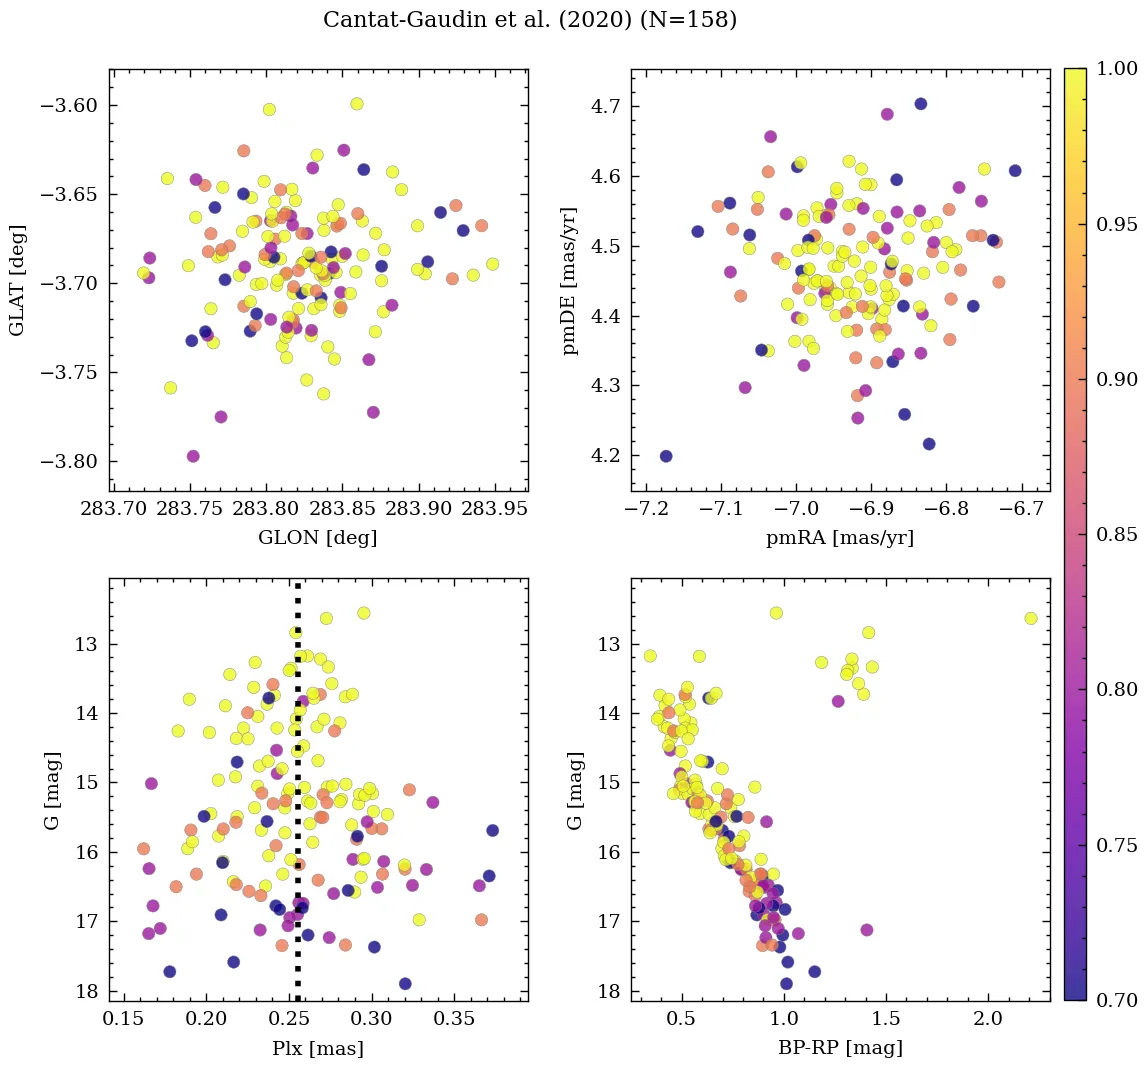 Cantat-Gaudin et al. (2020) (N=158)
−3.60
−3.65
−3.70
−3.75
−3.80
GLAT [deg]
283.70 283.75 283.80 283.85 283.90 283.95
GLON [deg]
4.7
4.6
4.5
4.4
4.3
4.2
pmDE [mas/yr]
−7.2 −7.1 −7.0 −6.9 −6.8 −6.7
pmRA [mas/yr]
13
14
15
16
17
18
G [mag]
0.15 0.20 0.25 0.30 0.35
Plx [mas]
13
14
15
16
17
18
G [mag]
0.5 1.0 1.5 2.0
BP-RP [mag]
1.00
0.95
0.90
0.85
0.80
0.75
0.70